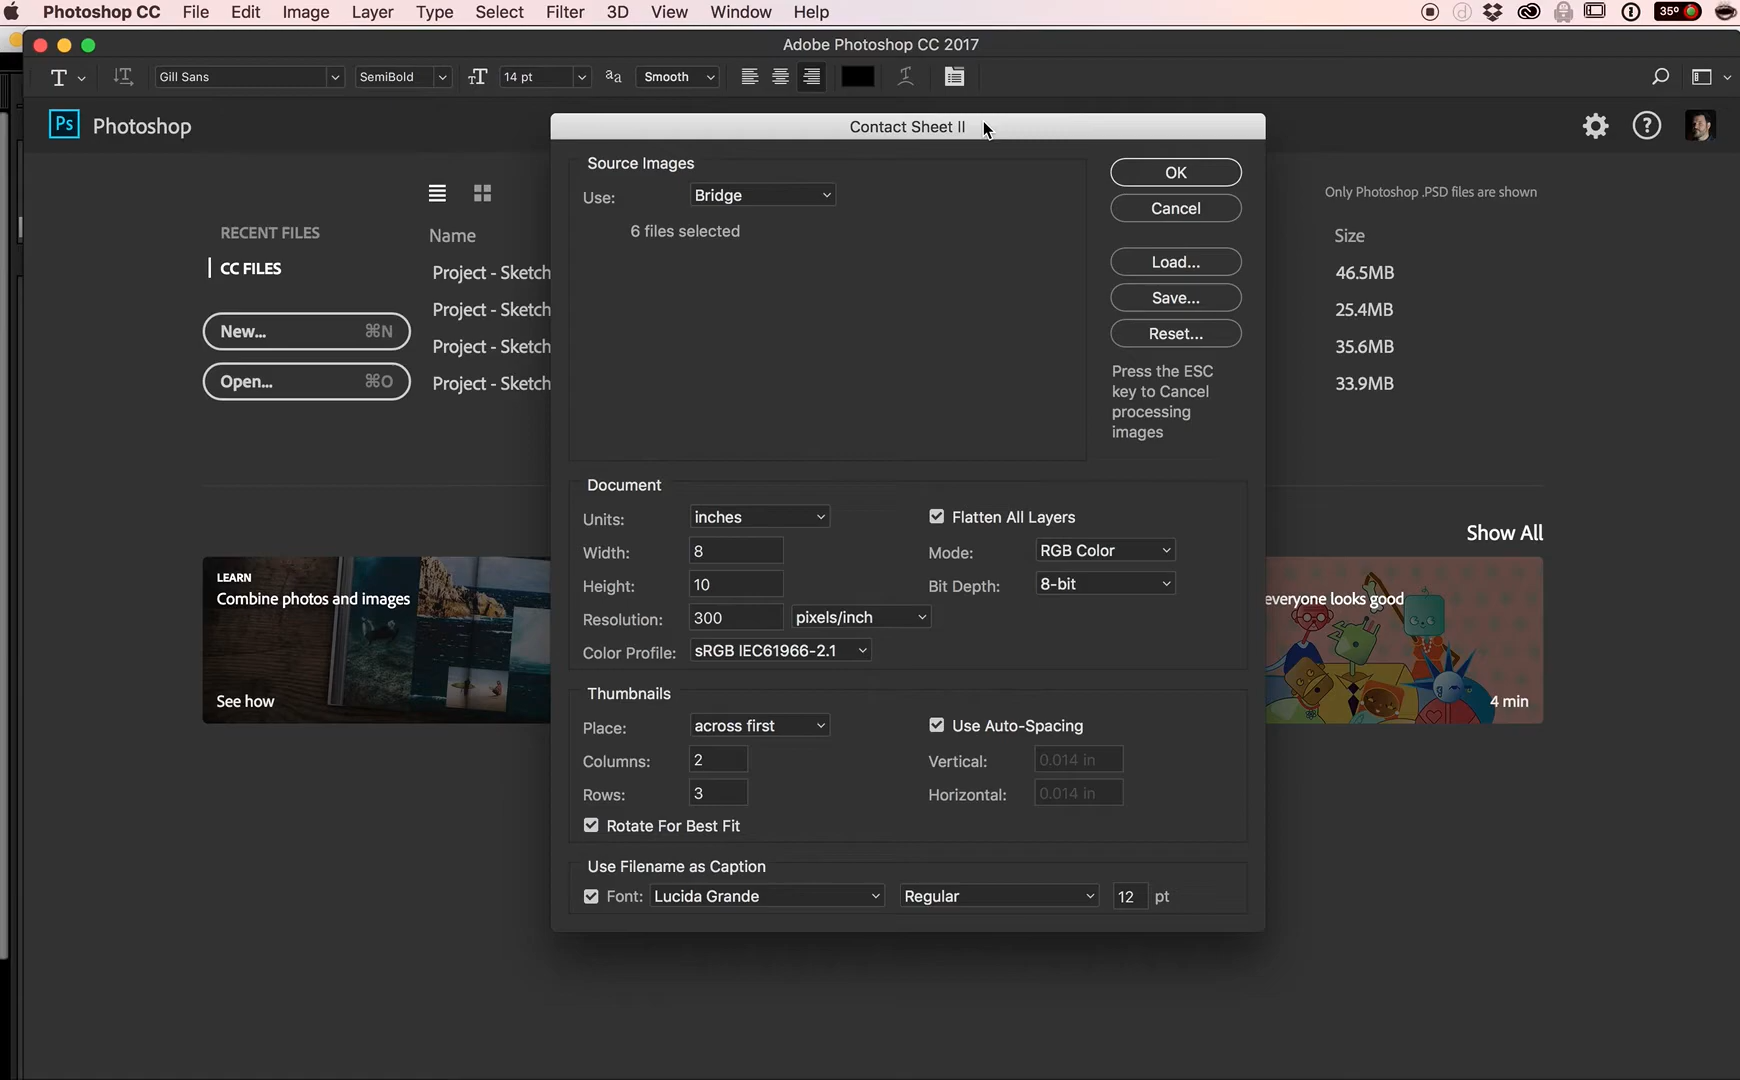 Photoshop CC File Edit Image Layer Type Select Filter 3D View Window Help 35°
Adobe Photoshop CC 2017
Gill Sans SemiBold 14 pt aa Smooth
Ps Photoshop
Contact Sheet II
Source Images
Use: Bridge
6 files selected
OK
Cancel
Load...
Save...
Reset...
Press the ESC
key to Cancel
processing
images
Only Photoshop .PSD files are shown
RECENT FILES
CC FILES
New... ⌘N
Open... ⌘O
Name
Project - Sketch
Project - Sketch
Project - Sketch
Project - Sketch
Size
46.5MB
25.4MB
35.6MB
33.9MB
Document
Units: inches
Width: 8
Height: 10
Resolution: 300 pixels/inch
Color Profile: sRGB IEC61966-2.1
Flatten All Layers
Mode: RGB Color
Bit Depth: 8-bit
Show All
LEARN
Combine photos and images
See how
everyone looks good
4 min
Thumbnails
Place: across first
Columns: 2
Rows: 3
Rotate For Best Fit
Use Auto-Spacing
Vertical: 0.014 in
Horizontal: 0.014 in
Use Filename as Caption
Font: Lucida Grande Regular 12 pt